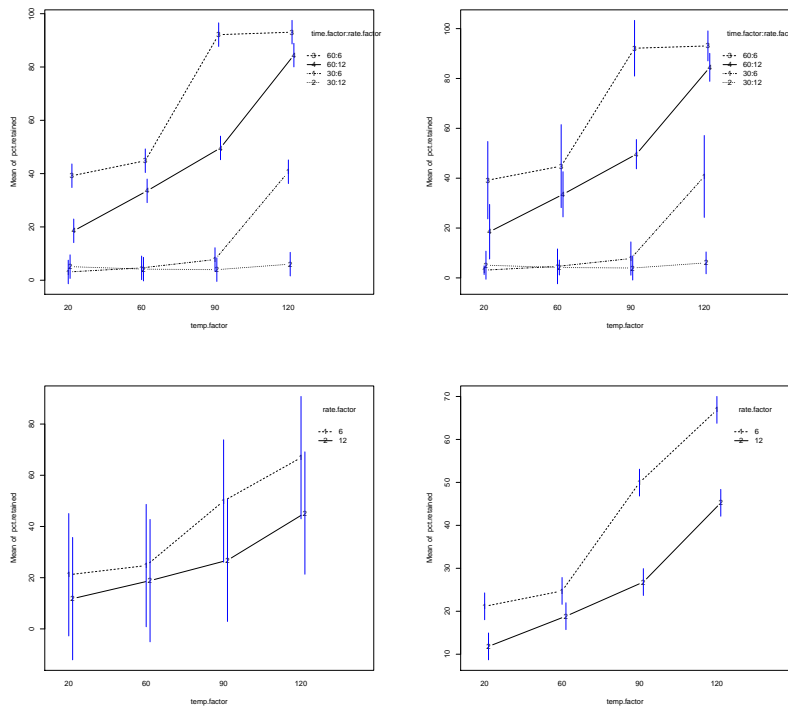 time.factor:rate.factor
3 60:6
4 60:12
1 30:6
2 30:12
Mean of pct.retained
0 20 40 60 80 100
20 60 90 120
temp.factor
time.factor:rate.factor
3 60:6
4 60:12
1 30:6
2 30:12
Mean of pct.retained
0 20 40 60 80 100
20 60 90 120
temp.factor
rate.factor
1 6
2 12
Mean of pct.retained
0 20 40 60 80
20 60 90 120
temp.factor
rate.factor
1 6
2 12
Mean of pct.retained
10 20 30 40 50 60 70
20 60 90 120
temp.factor